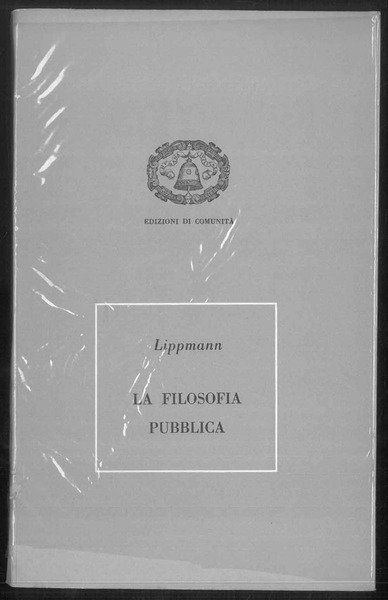 EDIZIONI DI COMUNITÀ
Lippmann
LA FILOSOFIA
PUBBLICA